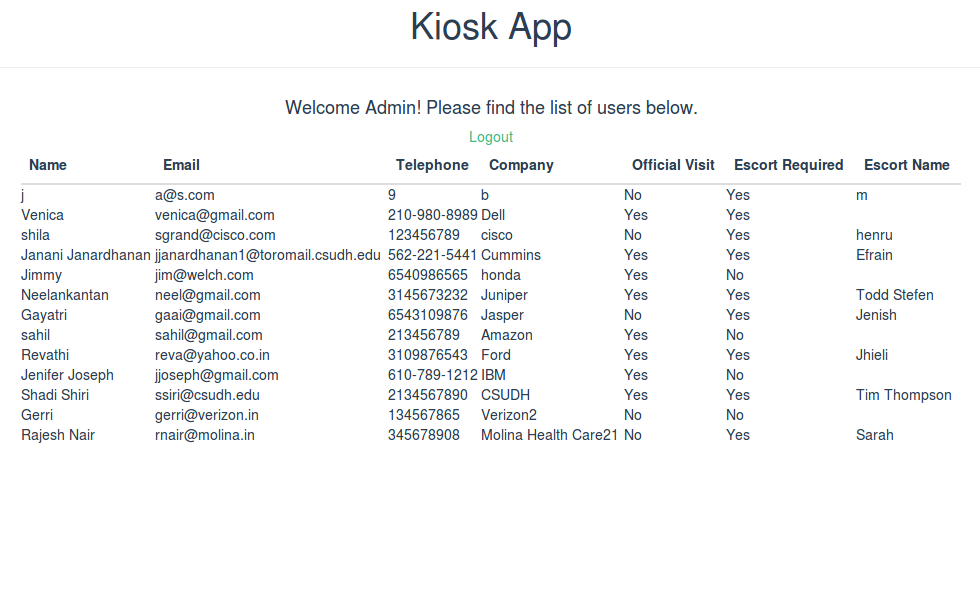 Kiosk App
Welcome Admin! Please find the list of users below.
Logout
Name Email Telephone Company Official Visit Escort Required Escort Name
j a@s.com 9 b No Yes m
Venica venica@gmail.com 210-980-8989 Dell Yes Yes
shila sgrand@cisco.com 123456789 cisco No Yes henru
Janani Janardhanan jjanardhanan1@toromail.csudh.edu 562-221-5441 Cummins Yes Yes Efrain
Jimmy jim@welch.com 6540986565 honda Yes No
Neelankantan neel@gmail.com 3145673232 Juniper Yes Yes Todd Stefen
Gayatri gaai@gmail.com 6543109876 Jasper No Yes Jenish
sahil sahil@gmail.com 213456789 Amazon Yes No
Revathi reva@yahoo.co.in 3109876543 Ford Yes Yes Jhieli
Jenifer Joseph jjoseph@gmail.com 610-789-1212 IBM Yes No
Shadi Shiri ssiri@csudh.edu 2134567890 CSUDH Yes Yes Tim Thompson
Gerri gerri@verizon.in 134567865 Verizon2 No No
Rajesh Nair rnair@molina.in 345678908 Molina Health Care21 No Yes Sarah